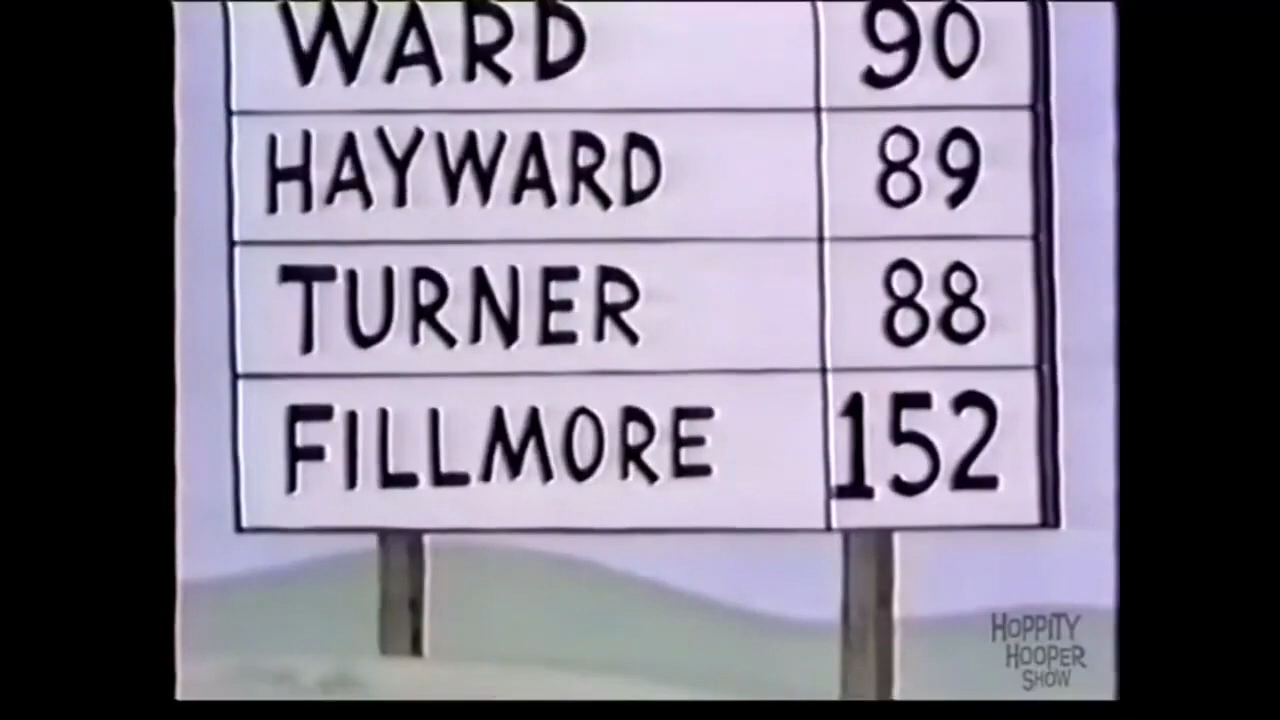 WARD 90
HAYWARD 89
TURNER 88
FILLMORE 152
HOPPITY
HOOPER
SHOW